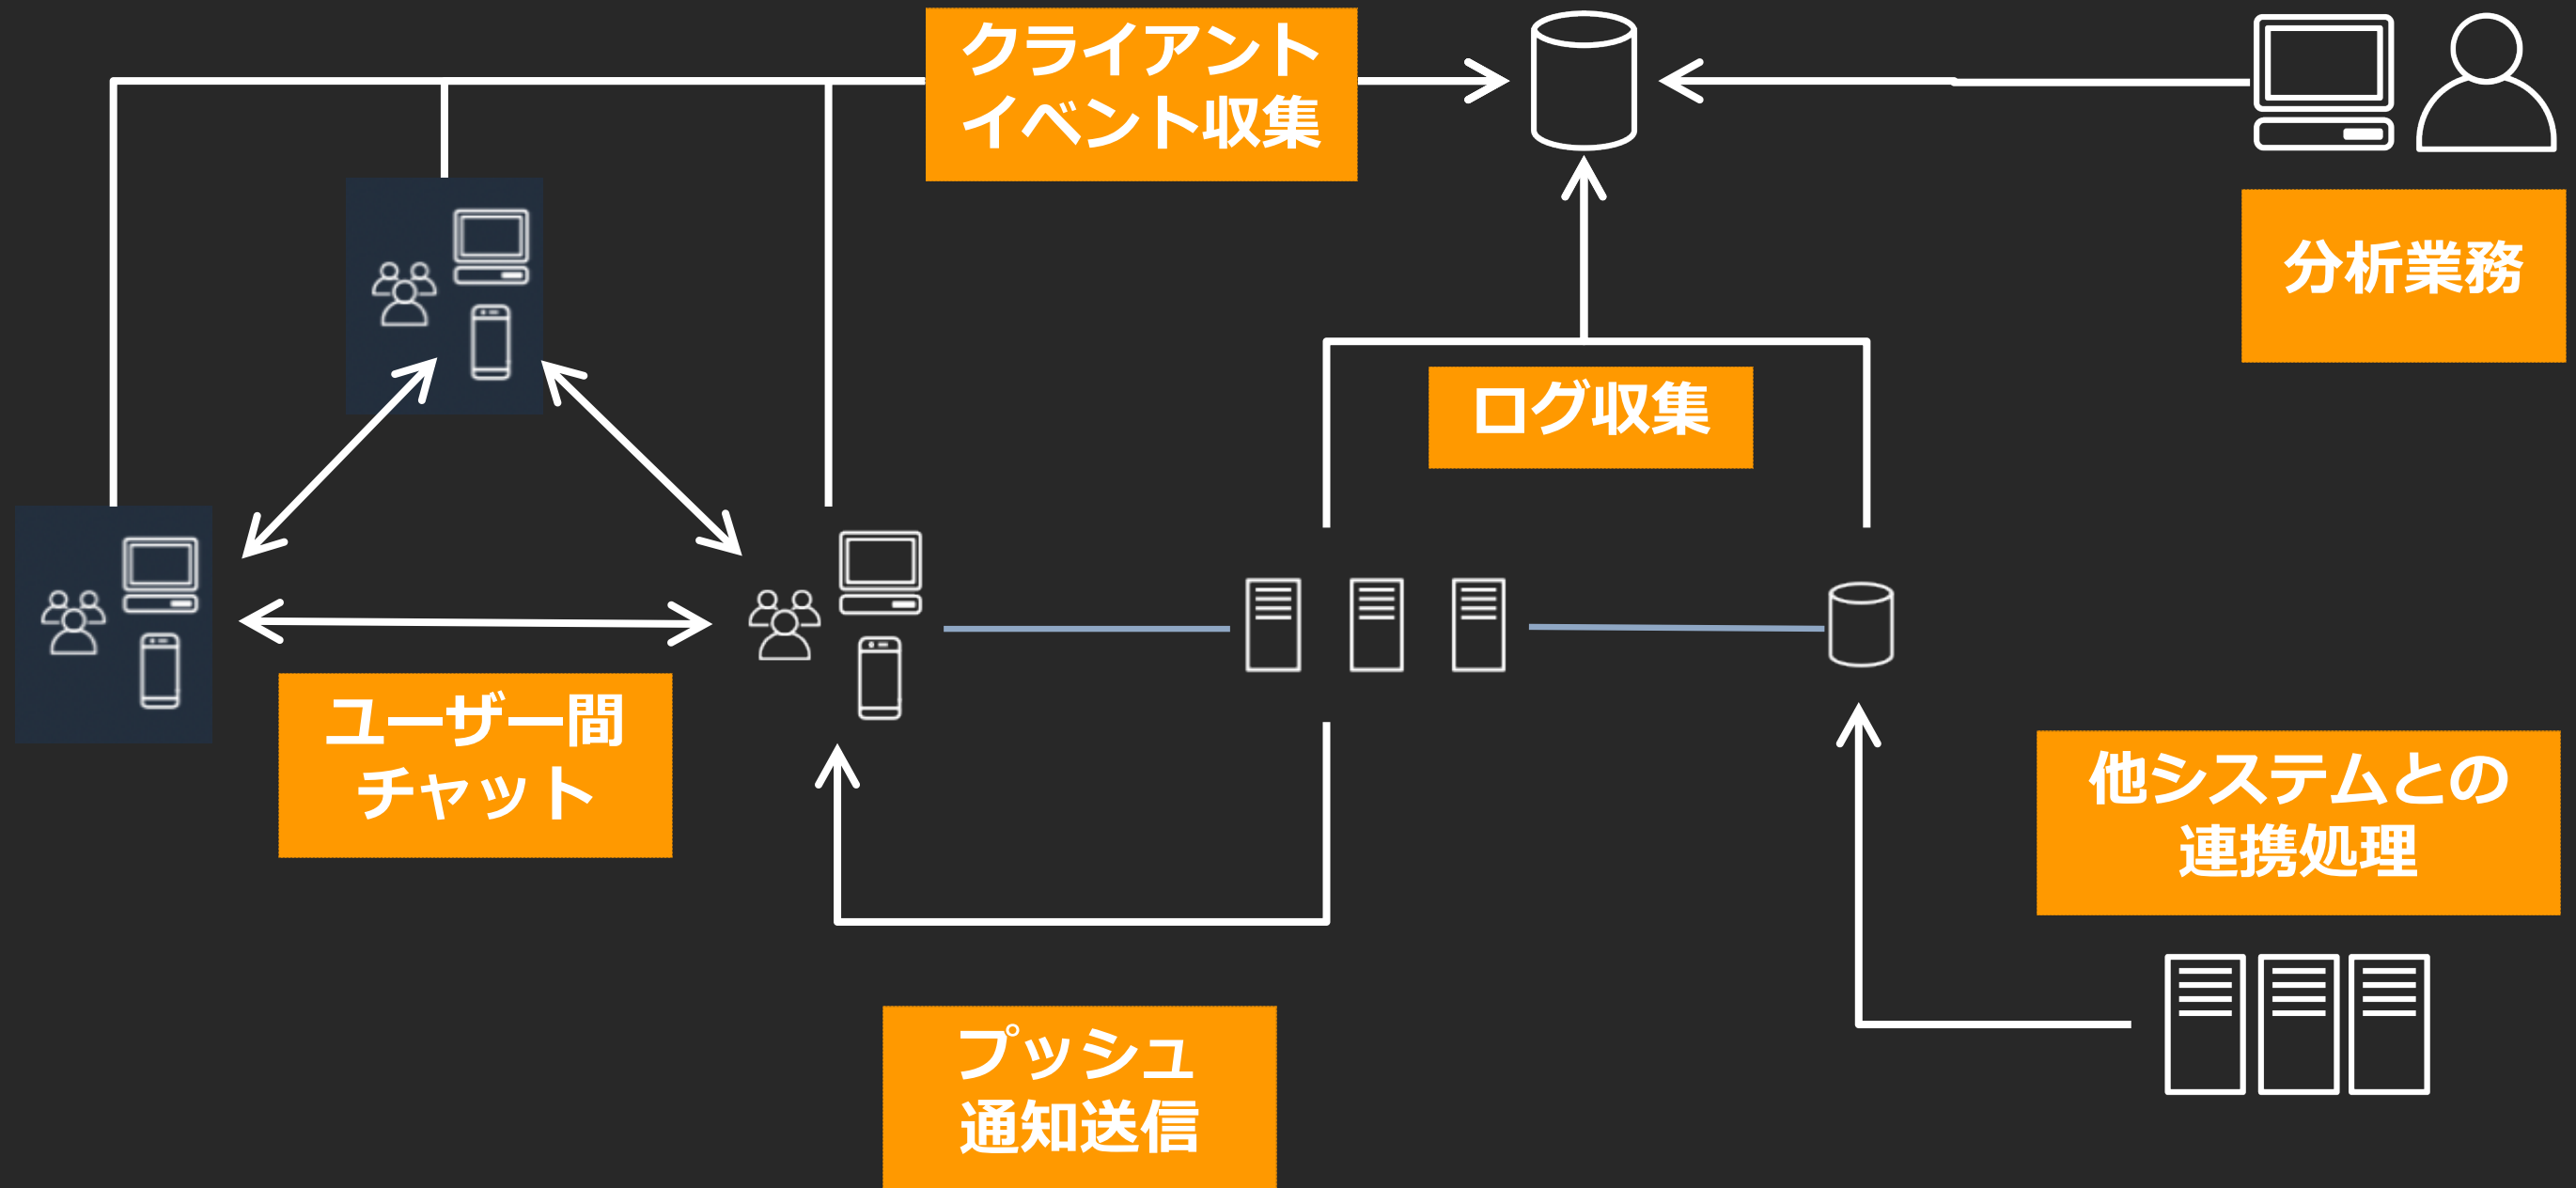 クライアント
イベント収集
分析業務
ログ収集
ユーザー間
チャット
他システムとの
連携処理
プッシュ
通知送信